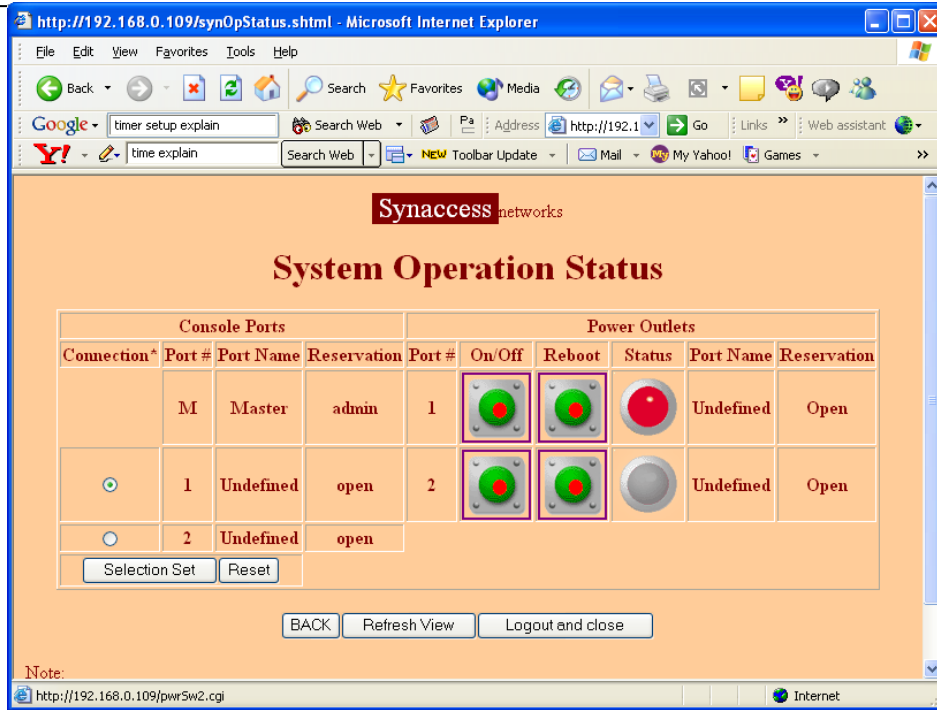 http://192.168.0.109/synOpStatus.shtml - Microsoft Internet Explorer
File Edit View Favorites Tools Help
Back Search Favorites Media
Google timer setup explain Search Web Address http://192.1 Go Links » Web assistant
Y! time explain Search Web NEW Toolbar Update Mail My My Yahoo! Games »
Synaccess networks
System Operation Status
Console Ports Power Outlets
Connection* Port # Port Name Reservation Port # On/Off Reboot Status Port Name Reservation
M Master admin 1 Undefined Open
1 Undefined open 2 Undefined Open
2 Undefined open
Selection Set Reset
BACK Refresh View Logout and close
Note:
http://192.168.0.109/pwrSw2.cgi Internet